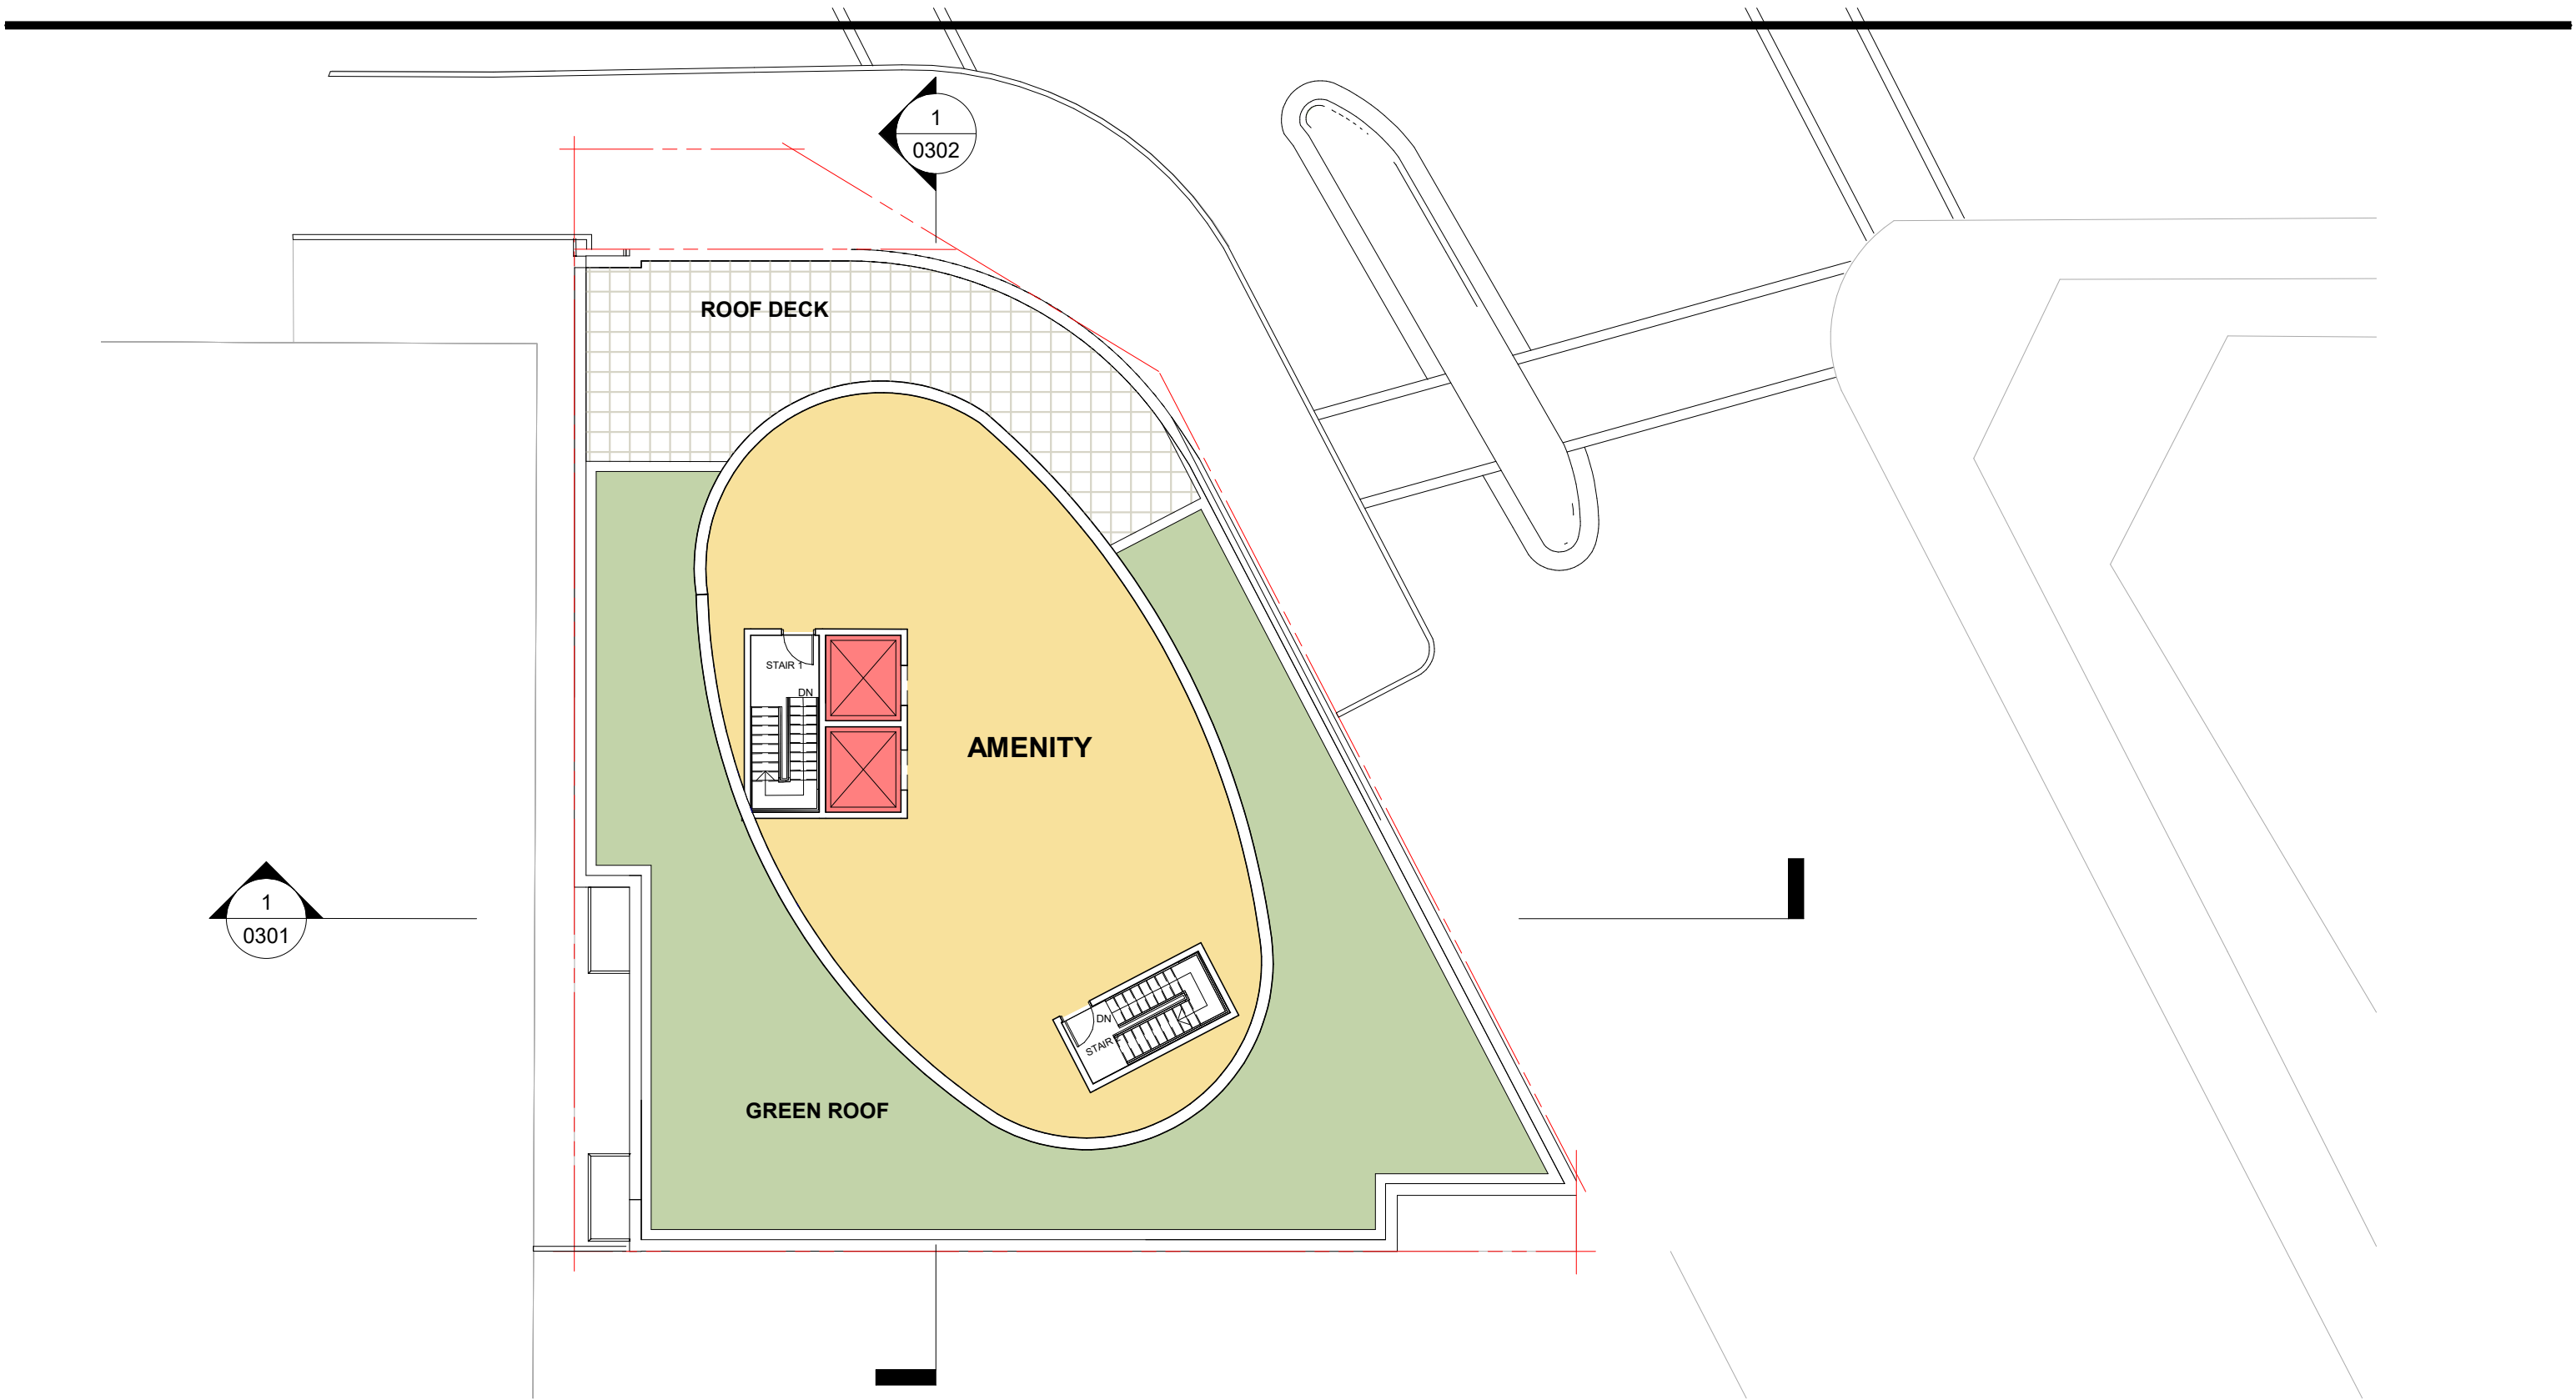 1
0302
ROOF DECK
STAIR 1
DN
AMENITY
1
0301
DN
STAIR
GREEN ROOF